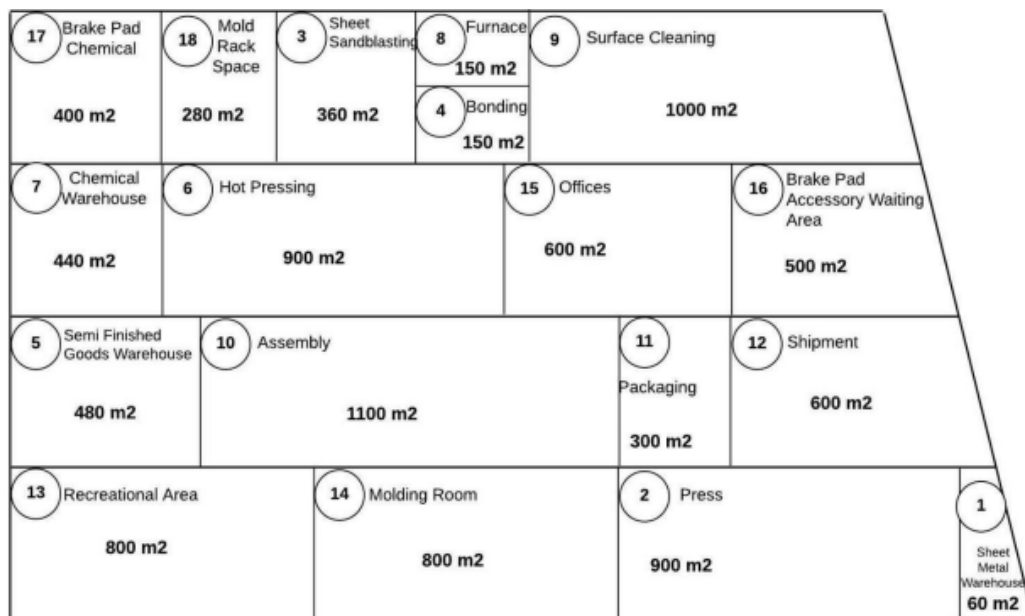 17
Brake Pad
Chemical
400 m2
18
Mold
Rack
Space
280 m2
3
Sheet
Sandblasting
360 m2
8
Furnace
150 m2
4
Bonding
150 m2
9
Surface Cleaning
1000 m2
7
Chemical
Warehouse
440 m2
6
Hot Pressing
900 m2
15
Offices
600 m2
16
Brake Pad
Accessory Waiting
Area
500 m2
5
Semi Finished
Goods Warehouse
480 m2
10
Assembly
1100 m2
11
Packaging
300 m2
12
Shipment
600 m2
13
Recreational Area
800 m2
14
Molding Room
800 m2
2
Press
900 m2
1
Sheet
Metal
Warehouse
60 m2